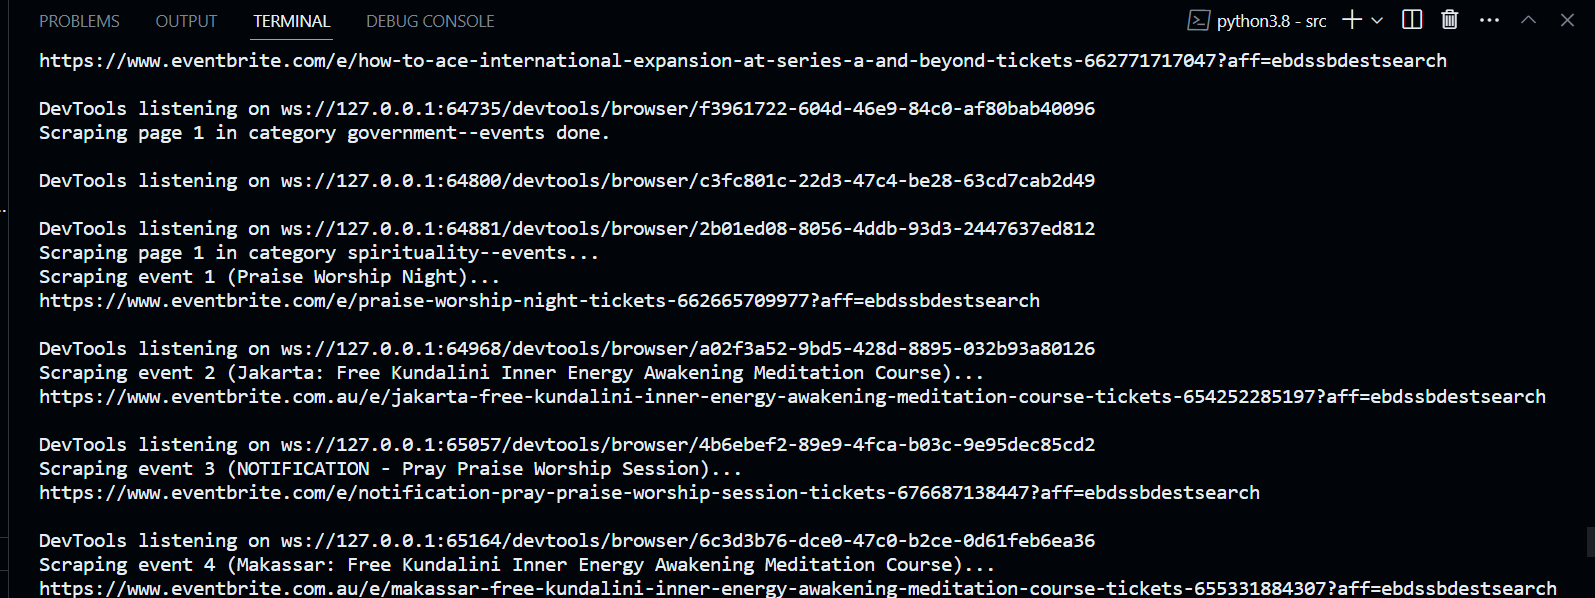 PROBLEMS OUTPUT TERMINAL DEBUG CONSOLE python3.8 - src
https://www.eventbrite.com/e/how-to-ace-international-expansion-at-series-a-and-beyond-tickets-662771717047?aff=ebdssbdestsearch
DevTools listening on ws://127.0.0.1:64735/devtools/browser/f3961722-604d-46e9-84c0-af80bab40096
Scraping page 1 in category government--events done.
DevTools listening on ws://127.0.0.1:64800/devtools/browser/c3fc801c-22d3-47c4-be28-63cd7cab2d49
DevTools listening on ws://127.0.0.1:64881/devtools/browser/2b01ed08-8056-4ddb-93d3-2447637ed812
Scraping page 1 in category spirituality--events...
Scraping event 1 (Praise Worship Night)...
https://www.eventbrite.com/e/praise-worship-night-tickets-662665709977?aff=ebdssbdestsearch
DevTools listening on ws://127.0.0.1:64968/devtools/browser/a02f3a52-9bd5-428d-8895-032b93a80126
Scraping event 2 (Jakarta: Free Kundalini Inner Energy Awakening Meditation Course)...
https://www.eventbrite.com.au/e/jakarta-free-kundalini-inner-energy-awakening-meditation-course-tickets-654252285197?aff=ebdssbdestsearch
DevTools listening on ws://127.0.0.1:65057/devtools/browser/4b6ebef2-89e9-4fca-b03c-9e95dec85cd2
Scraping event 3 (NOTIFICATION - Pray Praise Worship Session)...
https://www.eventbrite.com/e/notification-pray-praise-worship-session-tickets-676687138447?aff=ebdssbdestsearch
DevTools listening on ws://127.0.0.1:65164/devtools/browser/6c3d3b76-dce0-47c0-b2ce-0d61feb6ea36
Scraping event 4 (Makassar: Free Kundalini Inner Energy Awakening Meditation Course)...
https://www.eventbrite.com.au/e/makassar-free-kundalini-inner-energy-awakening-meditation-course-tickets-655331884307?aff=ebdssbdestsearch